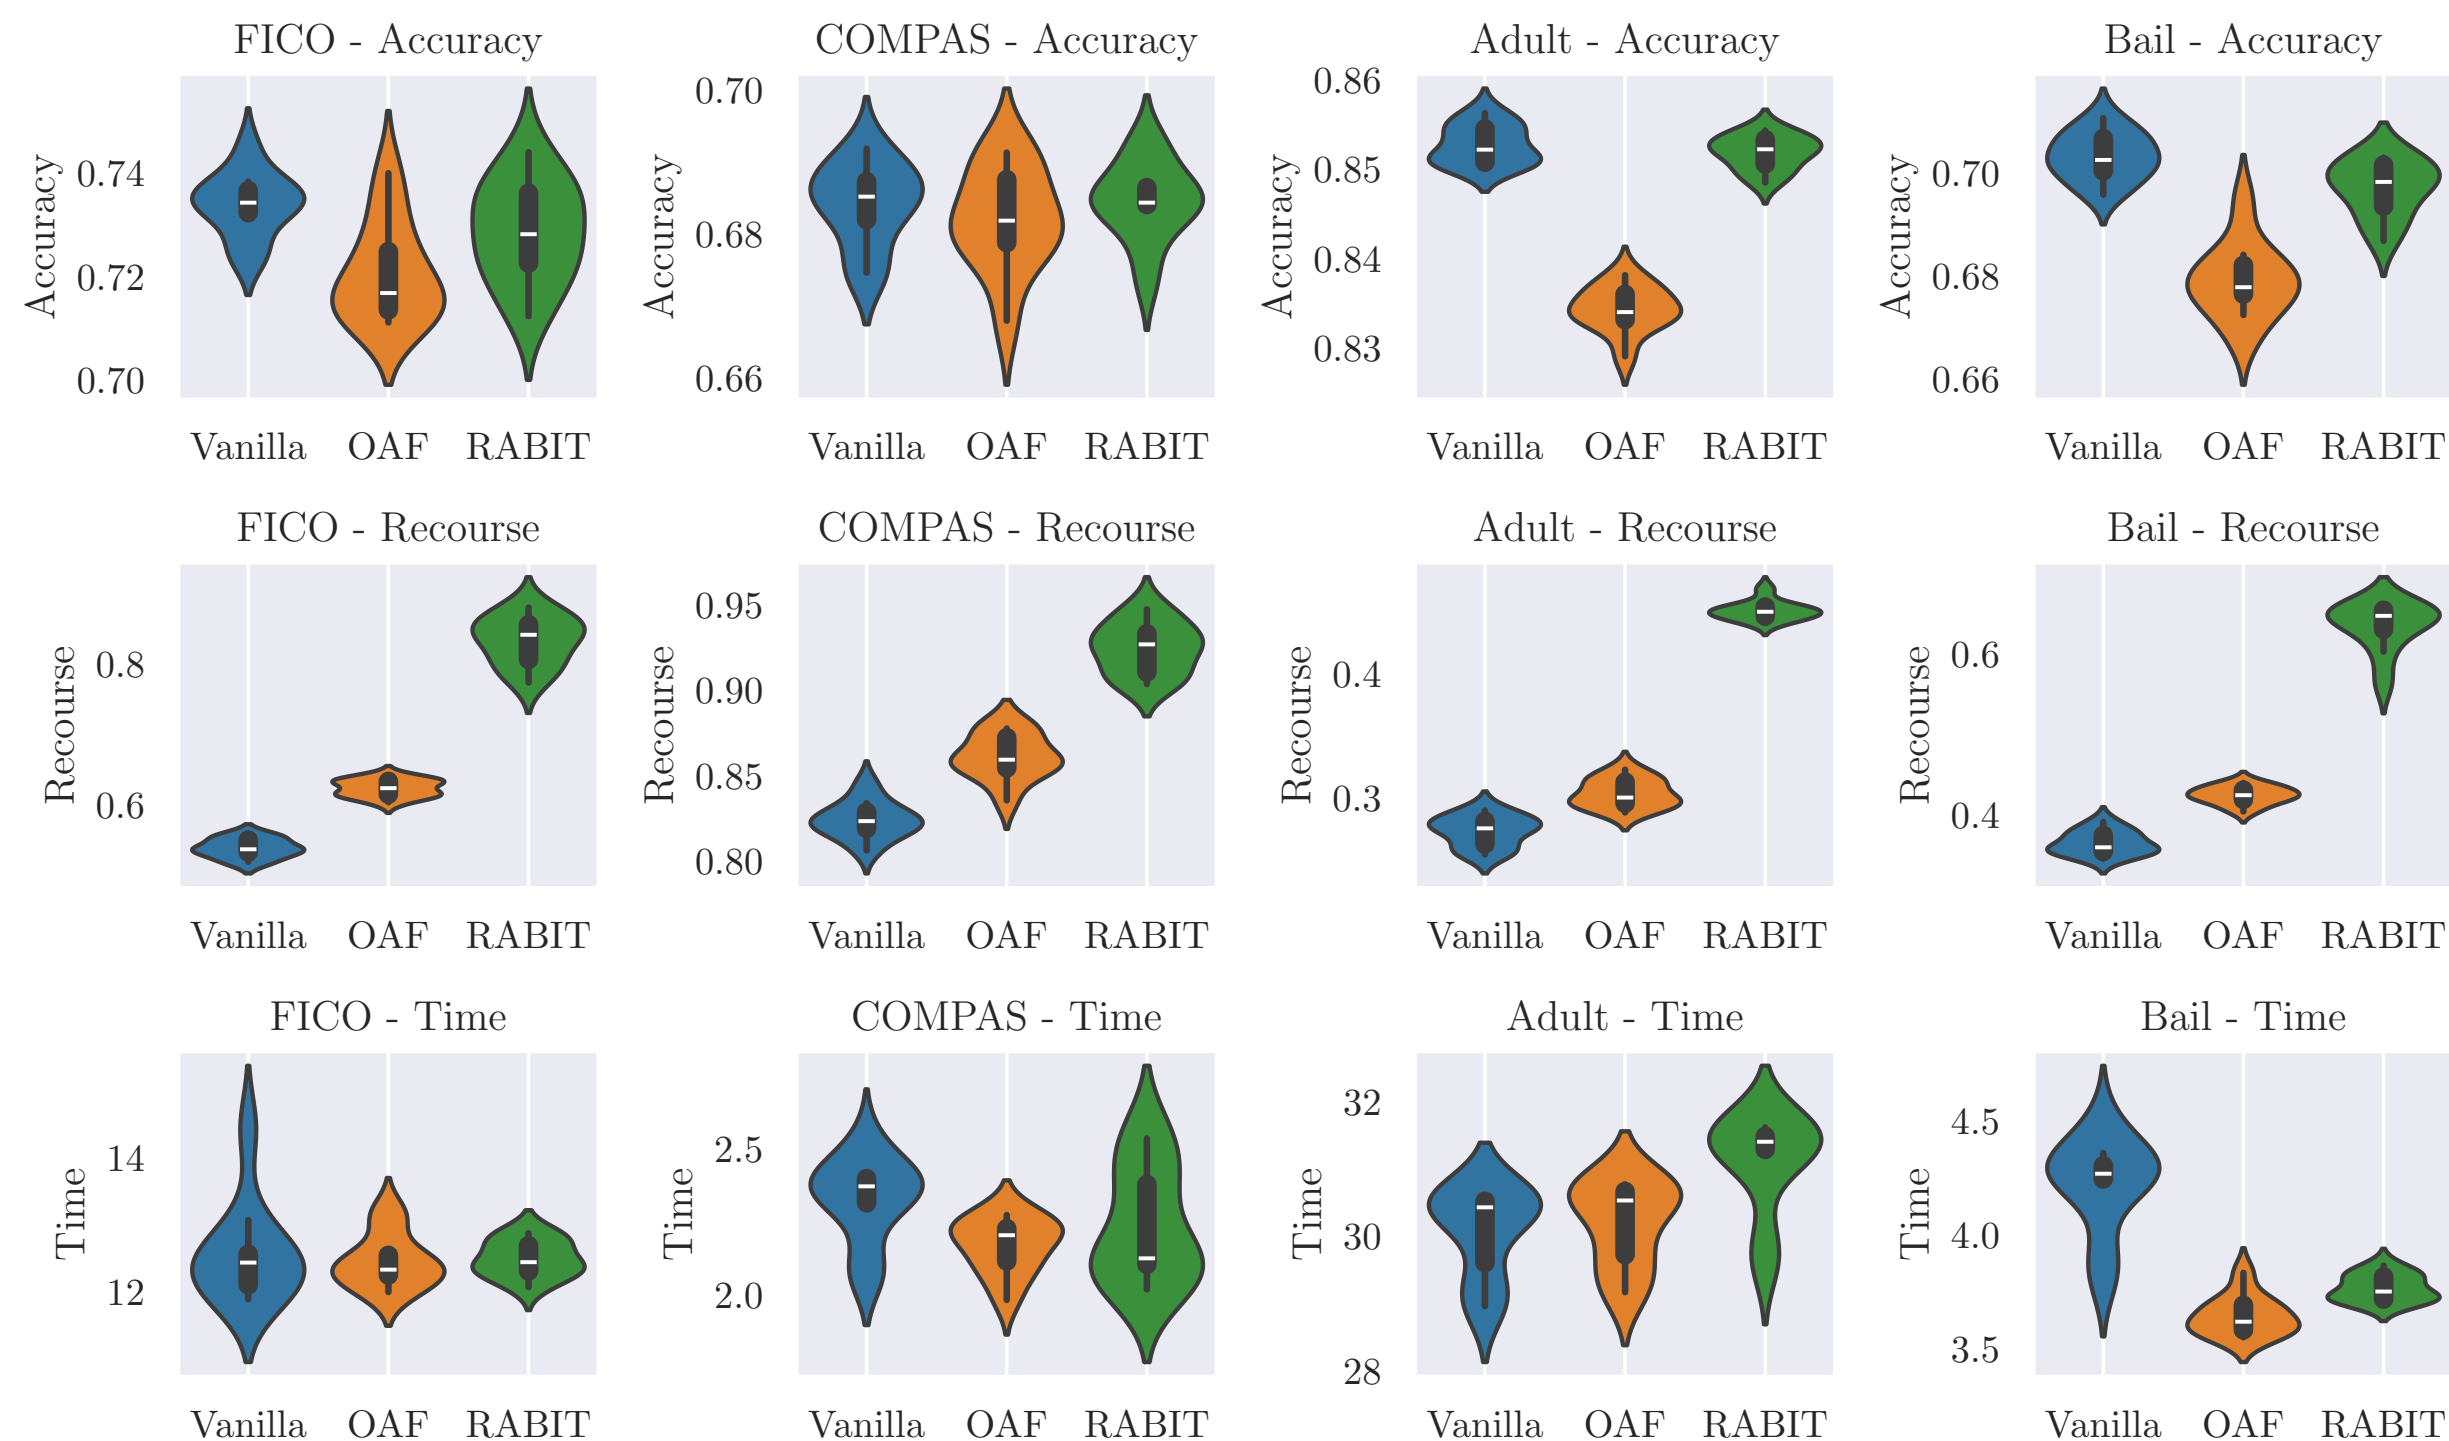 FICO - Accuracy
Accuracy
0.74
0.72
0.70
Vanilla OAF RABIT
COMPAS - Accuracy
Accuracy
0.70
0.68
0.66
Vanilla OAF RABIT
Adult - Accuracy
Accuracy
0.86
0.85
0.84
0.83
Vanilla OAF RABIT
Bail - Accuracy
Accuracy
0.70
0.68
0.66
Vanilla OAF RABIT
FICO - Recourse
Recourse
0.8
0.6
Vanilla OAF RABIT
COMPAS - Recourse
Recourse
0.95
0.90
0.85
0.80
Vanilla OAF RABIT
Adult - Recourse
Recourse
0.4
0.3
Vanilla OAF RABIT
Bail - Recourse
Recourse
0.6
0.4
Vanilla OAF RABIT
FICO - Time
Time
14
12
Vanilla OAF RABIT
COMPAS - Time
Time
2.5
2.0
Vanilla OAF RABIT
Adult - Time
Time
32
30
28
Vanilla OAF RABIT
Bail - Time
Time
4.5
4.0
3.5
Vanilla OAF RABIT